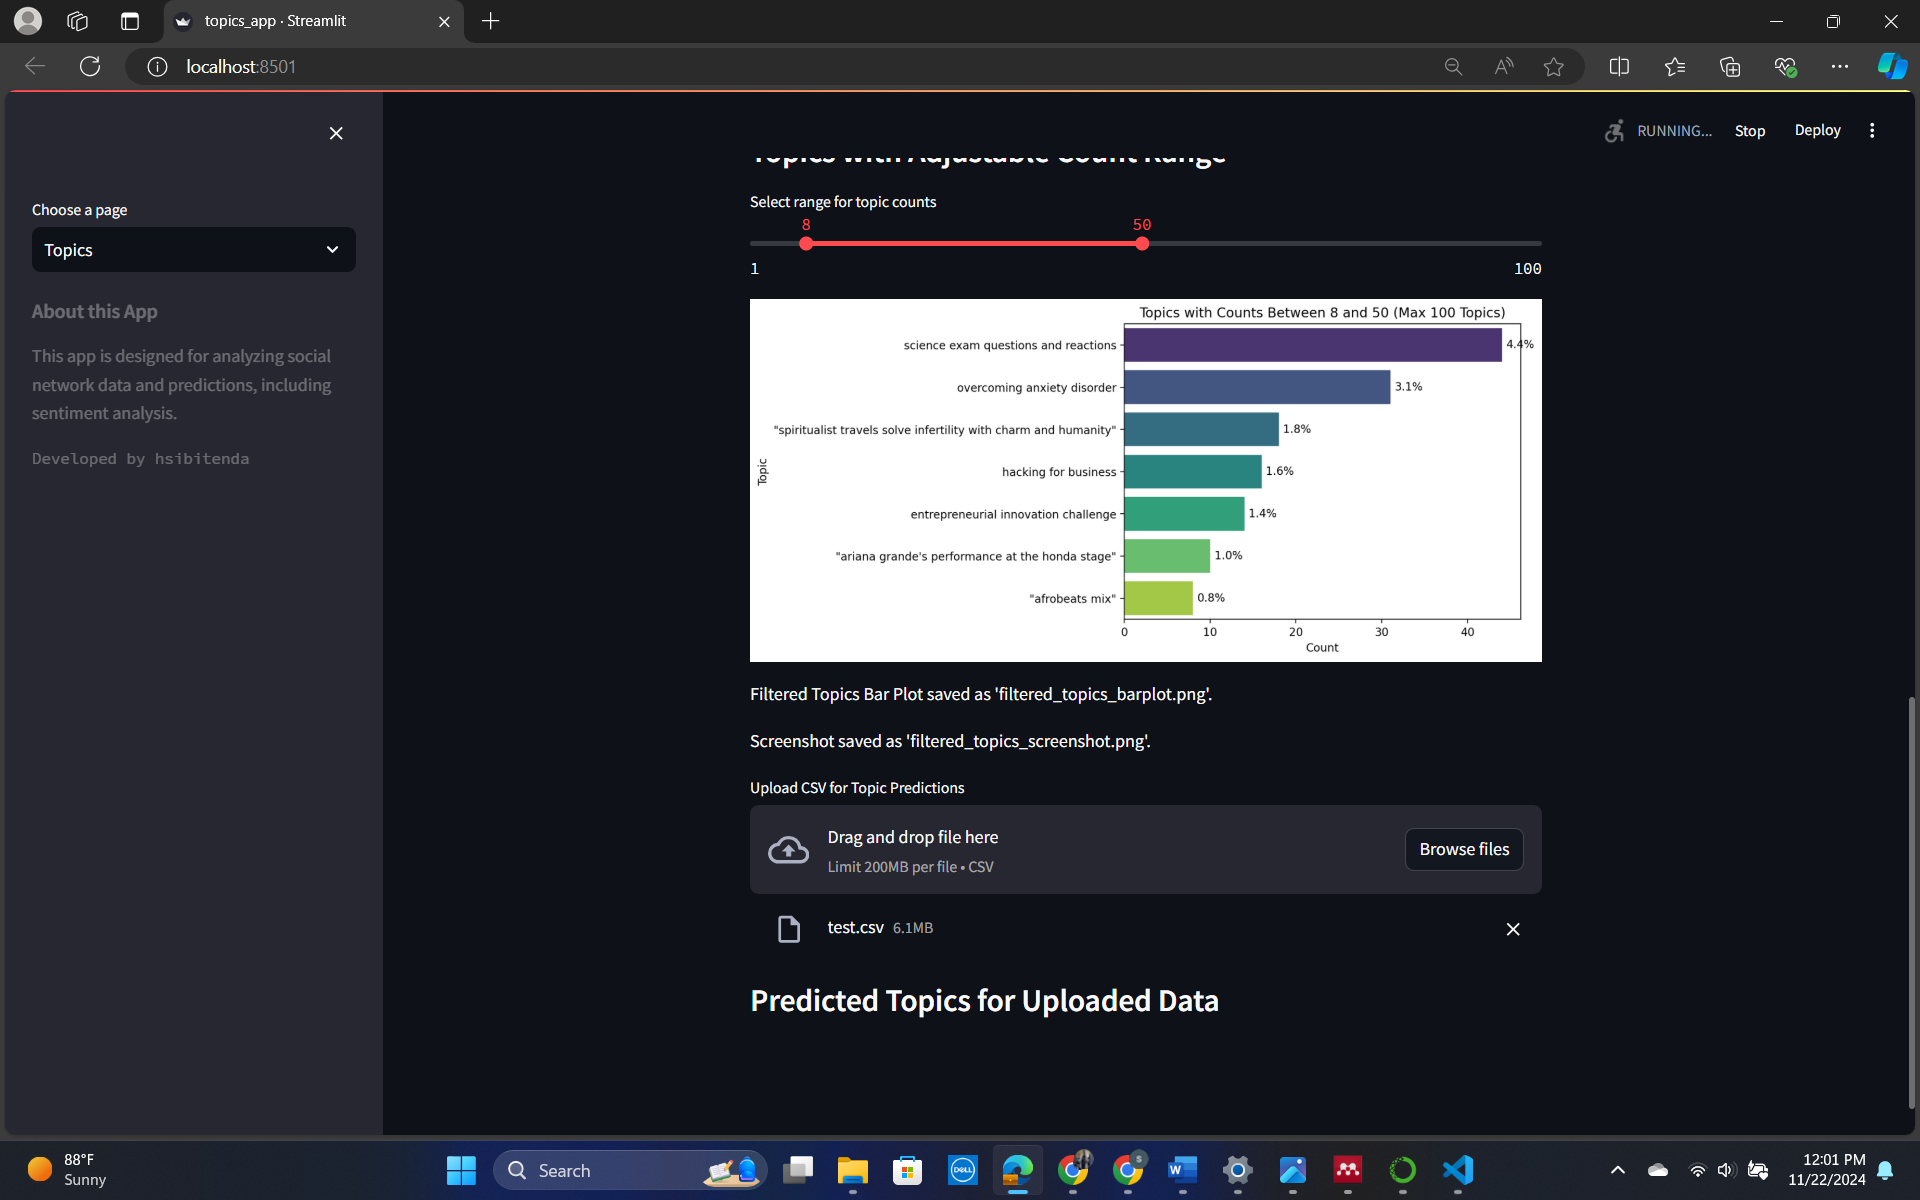 topics_app · Streamlit
localhost:8501
RUNNING...
Stop
Deploy
Choose a page
Topics
About this App
This app is designed for analyzing social
network data and predictions, including
sentiment analysis.
Developed by hsibitenda
Topics with Adjustable Count Range
Select range for topic counts
8
50
1
100
Topics with Counts Between 8 and 50 (Max 100 Topics)
science exam questions and reactions
4.4%
overcoming anxiety disorder
3.1%
"spiritualist travels solve infertility with charm and humanity"
1.8%
hacking for business
1.6%
entrepreneurial innovation challenge
1.4%
"ariana grande's performance at the honda stage"
1.0%
"afrobeats mix"
0.8%
Topic
0
10
20
30
40
Count
Filtered Topics Bar Plot saved as 'filtered_topics_barplot.png'.
Screenshot saved as 'filtered_topics_screenshot.png'.
Upload CSV for Topic Predictions
Drag and drop file here
Limit 200MB per file • CSV
Browse files
test.csv 6.1MB
Predicted Topics for Uploaded Data
88°F
Sunny
Search
DELL
12:01 PM
11/22/2024